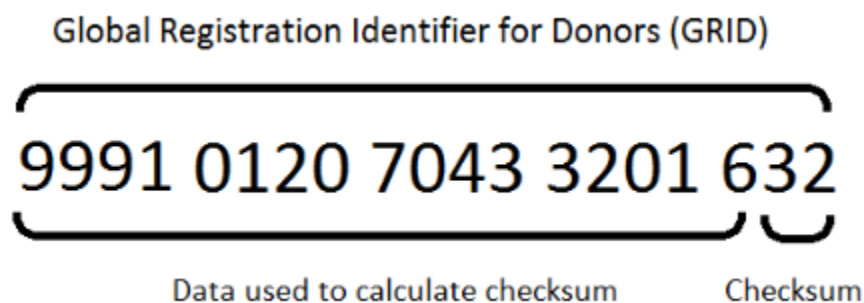 Global Registration Identifier for Donors (GRID)
9991 0120 7043 3201 632
Data used to calculate checksum Checksum